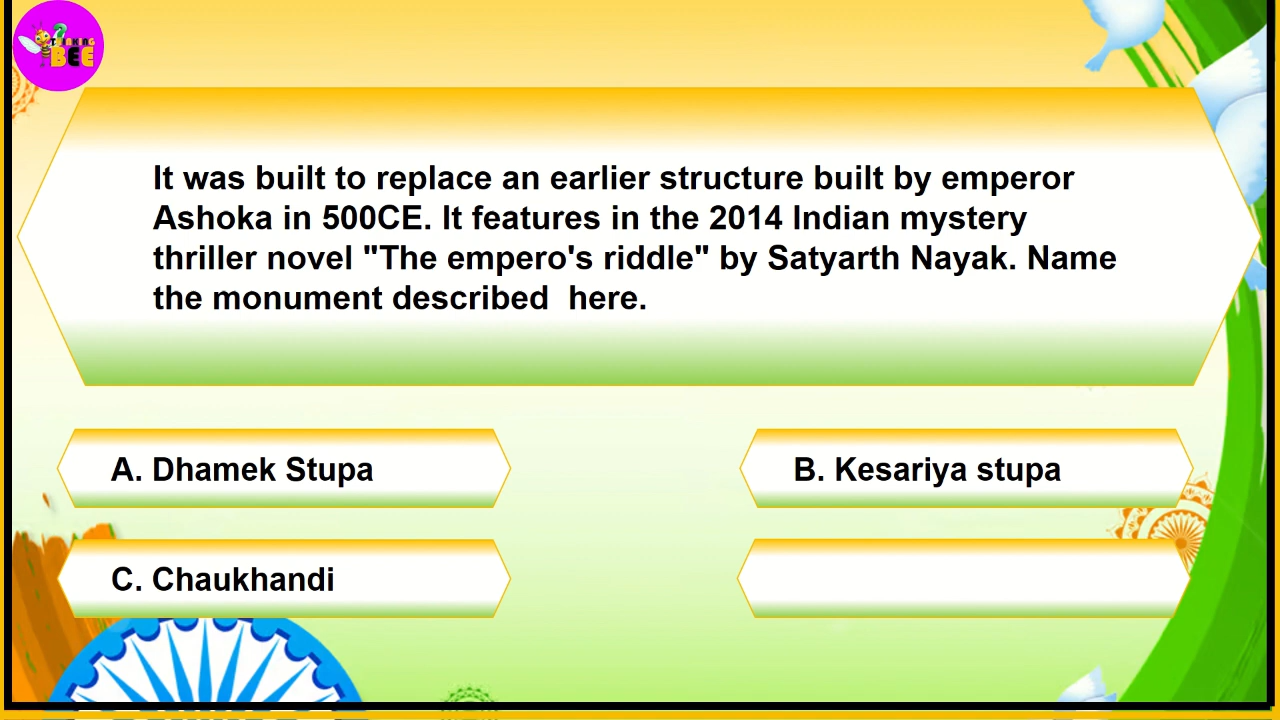 BEE
It was built to replace an earlier structure built by emperor
Ashoka in 500CE. It features in the 2014 Indian mystery
thriller novel "The empero's riddle" by Satyarth Nayak. Name
the monument described  here.
A. Dhamek Stupa
B. Kesariya stupa
C. Chaukhandi